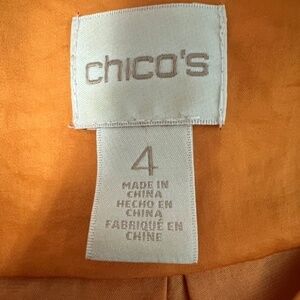 chico's
4
MADE IN
CHINA
HECHO EN
CHINA
FABRIQUÉ EN
CHINE